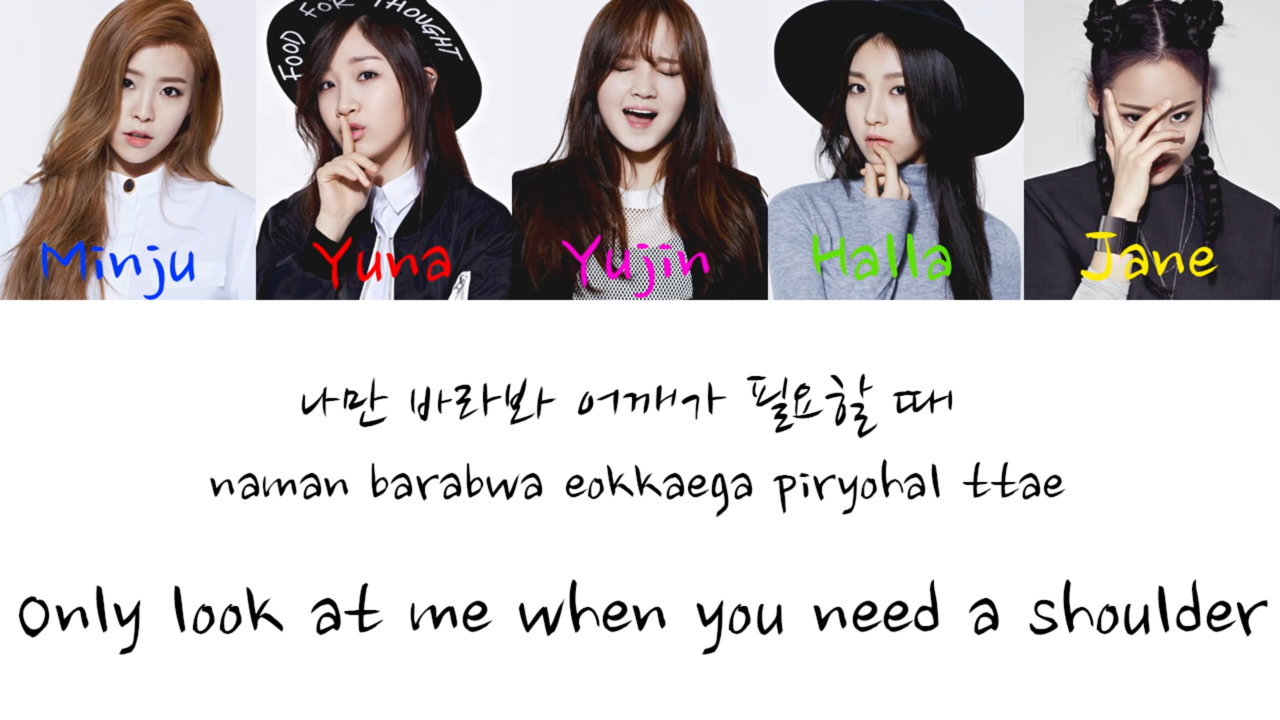 FOOD FOR THOUGHT
Minju
Yuna
Yujin
Halla
Jane
나만 바라봐 어깨가 필요할 때
naman barabwa eokkaega piryohal ttae
Only look at me when you need a shoulder